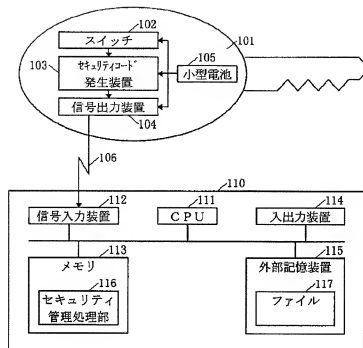 102
スイッチ
101
103
セキュリティコード
発生装置
105
小型電池
信号出力装置
104
106
110
112
信号入力装置
111
CPU
114
入出力装置
113
メモリ
116
セキュリティ
管理処理部
115
外部記憶装置
117
ファイル